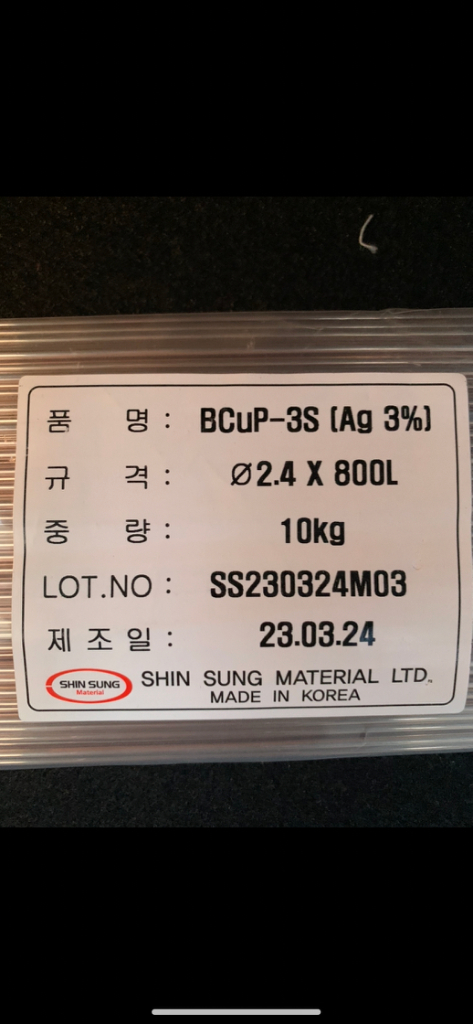 품 명 : BCuP-3S (Ag 3%)
규 격 : Ø2.4 X 800L
중 량 : 10kg
LOT.NO : SS230324M03
제 조 일 : 23.03.24
SHIN SUNG
Material
SHIN SUNG MATERIAL LTD.
MADE IN KOREA